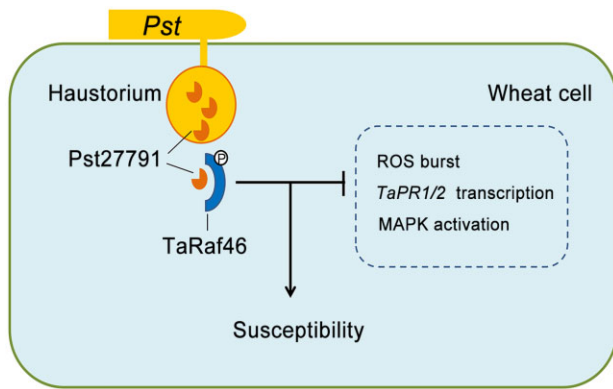 Pst
Haustorium
Wheat cell
Pst27791
P
ROS burst
TaPR1/2 transcription
MAPK activation
TaRaf46
Susceptibility